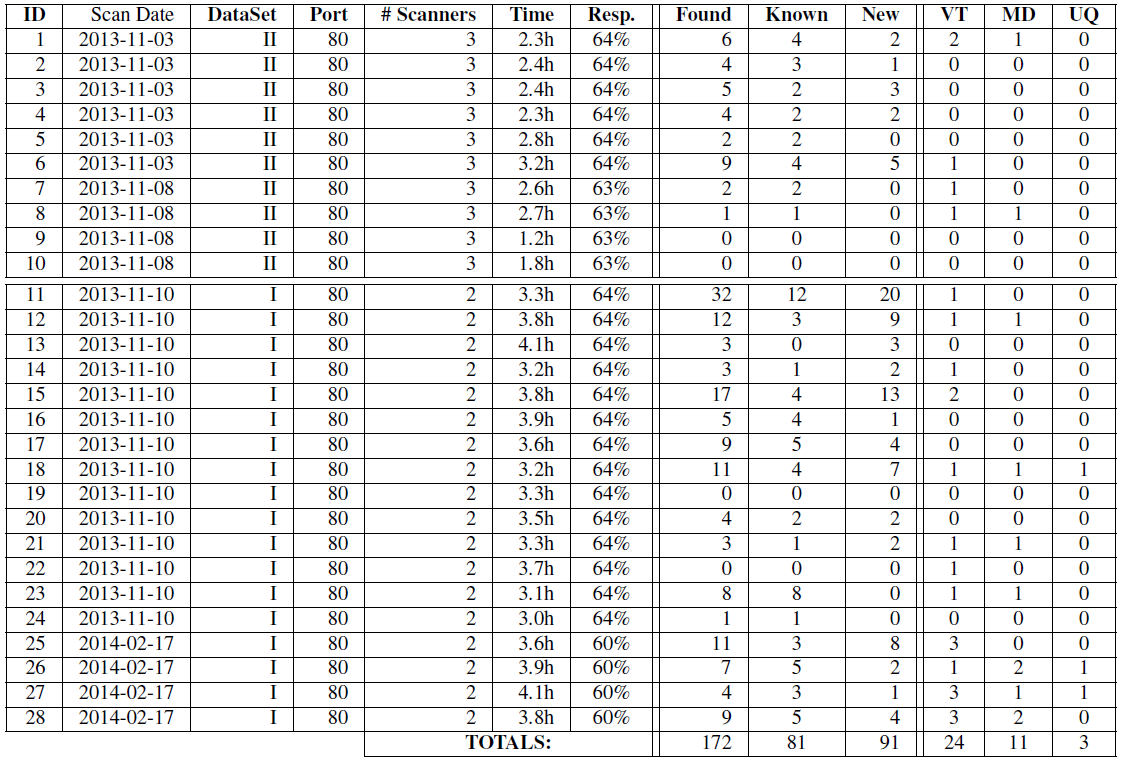 ID Scan Date DataSet Port # Scanners Time Resp. Found Known New VT MD UQ
1 2013-11-03 II 80 3 2.3h 64% 6 4 2 2 1 0
2 2013-11-03 II 80 3 2.4h 64% 4 3 1 0 0 0
3 2013-11-03 II 80 3 2.4h 64% 5 2 3 0 0 0
4 2013-11-03 II 80 3 2.3h 64% 4 2 2 0 0 0
5 2013-11-03 II 80 3 2.8h 64% 2 2 0 0 0 0
6 2013-11-03 II 80 3 3.2h 64% 9 4 5 1 0 0
7 2013-11-08 II 80 3 2.6h 63% 2 2 0 1 0 0
8 2013-11-08 II 80 3 2.7h 63% 1 1 0 1 1 0
9 2013-11-08 II 80 3 1.2h 63% 0 0 0 0 0 0
10 2013-11-08 II 80 3 1.8h 63% 0 0 0 0 0 0
11 2013-11-10 I 80 2 3.3h 64% 32 12 20 1 0 0
12 2013-11-10 I 80 2 3.8h 64% 12 3 9 1 1 0
13 2013-11-10 I 80 2 4.1h 64% 3 0 3 0 0 0
14 2013-11-10 I 80 2 3.2h 64% 3 1 2 1 0 0
15 2013-11-10 I 80 2 3.8h 64% 17 4 13 2 0 0
16 2013-11-10 I 80 2 3.9h 64% 5 4 1 0 0 0
17 2013-11-10 I 80 2 3.6h 64% 9 5 4 0 0 0
18 2013-11-10 I 80 2 3.2h 64% 11 4 7 1 1 1
19 2013-11-10 I 80 2 3.3h 64% 0 0 0 0 0 0
20 2013-11-10 I 80 2 3.5h 64% 4 2 2 0 0 0
21 2013-11-10 I 80 2 3.3h 64% 3 1 2 1 1 0
22 2013-11-10 I 80 2 3.7h 64% 0 0 0 1 0 0
23 2013-11-10 I 80 2 3.1h 64% 8 8 0 1 1 0
24 2013-11-10 I 80 2 3.0h 64% 1 1 0 0 0 0
25 2014-02-17 I 80 2 3.6h 60% 11 3 8 3 0 0
26 2014-02-17 I 80 2 3.9h 60% 7 5 2 1 2 1
27 2014-02-17 I 80 2 4.1h 60% 4 3 1 3 1 1
28 2014-02-17 I 80 2 3.8h 60% 9 5 4 3 2 0
TOTALS: 172 81 91 24 11 3